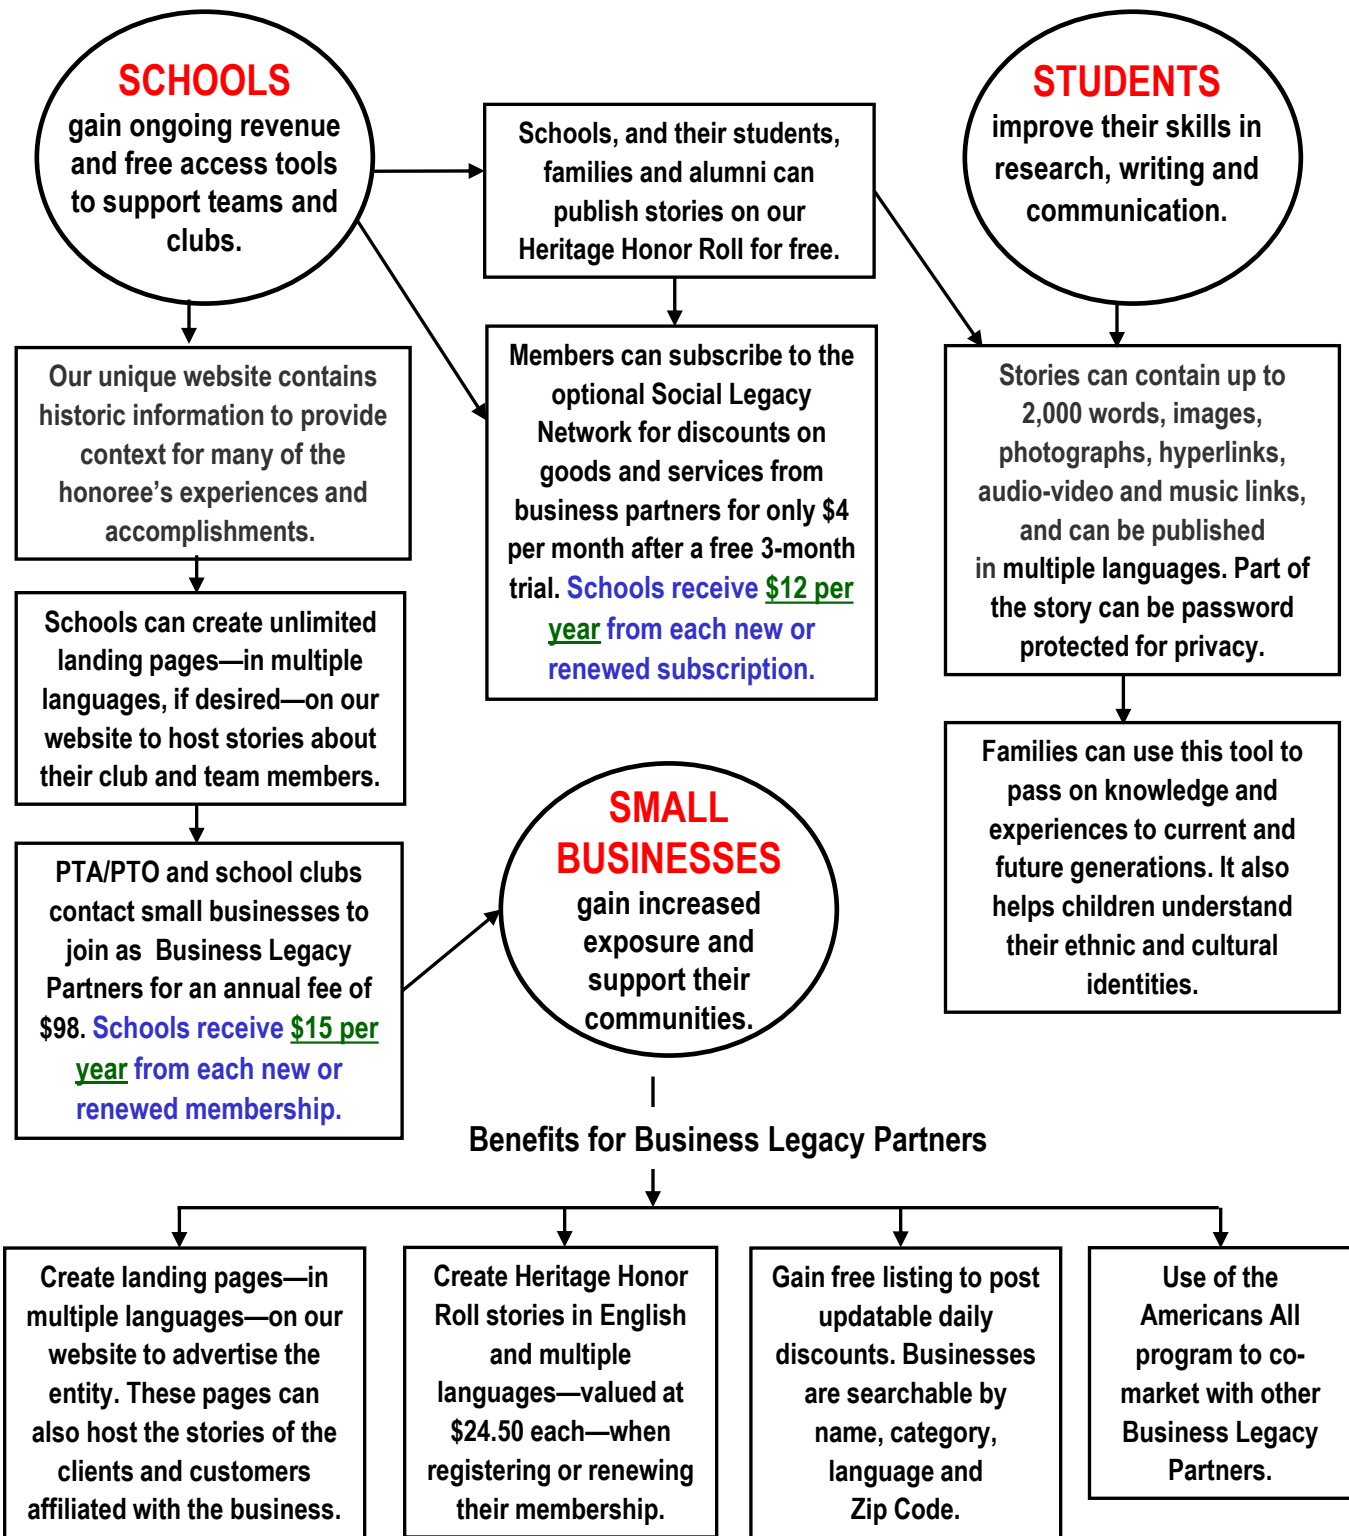 SCHOOLS
gain ongoing revenue
and free access tools
to support teams and
clubs.
Schools, and their students,
families and alumni can
publish stories on our
Heritage Honor Roll for free.
STUDENTS
improve their skills in
research, writing and
communication.
Our unique website contains
historic information to provide
context for many of the
honoree’s experiences and
accomplishments.
Members can subscribe to the
optional Social Legacy
Network for discounts on
goods and services from
business partners for only $4
per month after a free 3-month
trial. Schools receive $12 per
year from each new or
renewed subscription.
Stories can contain up to
2,000 words, images,
photographs, hyperlinks,
audio-video and music links,
and can be published
in multiple languages. Part of
the story can be password
protected for privacy.
Schools can create unlimited
landing pages—in multiple
languages, if desired—on our
website to host stories about
their club and team members.
Families can use this tool to
pass on knowledge and
experiences to current and
future generations. It also
helps children understand
their ethnic and cultural
identities.
PTA/PTO and school clubs
contact small businesses to
join as Business Legacy
Partners for an annual fee of
$98. Schools receive $15 per
year from each new or
renewed membership.
SMALL
BUSINESSES
gain increased
exposure and
support their
communities.
Benefits for Business Legacy Partners
Create landing pages—in
multiple languages—on our
website to advertise the
entity. These pages can
also host the stories of the
clients and customers
affiliated with the business.
Create Heritage Honor
Roll stories in English
and multiple
languages—valued at
$24.50 each—when
registering or renewing
their membership.
Gain free listing to post
updatable daily
discounts. Businesses
are searchable by
name, category,
language and
Zip Code.
Use of the
Americans All
program to co-
market with other
Business Legacy
Partners.